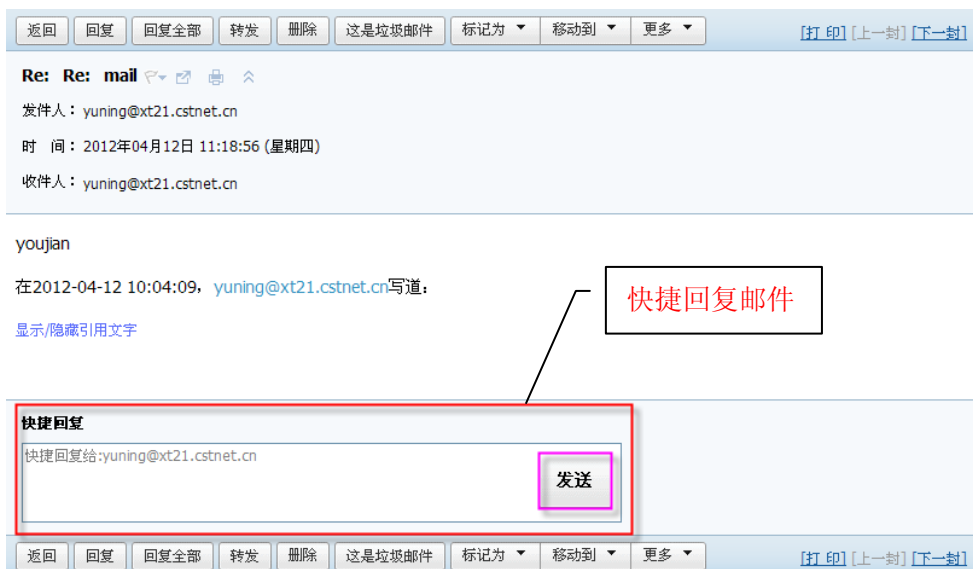 返回 回复 回复全部 转发 删除 这是垃圾邮件 标记为 移动到 更多 [打 印] [上一封] [下一封]
Re: Re: mail
发件人：yuning@xt21.cstnet.cn
时 间：2012年04月12日 11:18:56 (星期四)
收件人：yuning@xt21.cstnet.cn
youjian
在2012-04-12 10:04:09，yuning@xt21.cstnet.cn写道：
快捷回复邮件
显示/隐藏引用文字
快捷回复
快捷回复给:yuning@xt21.cstnet.cn
发送
返回 回复 回复全部 转发 删除 这是垃圾邮件 标记为 移动到 更多 [打 印] [上一封] [下一封]